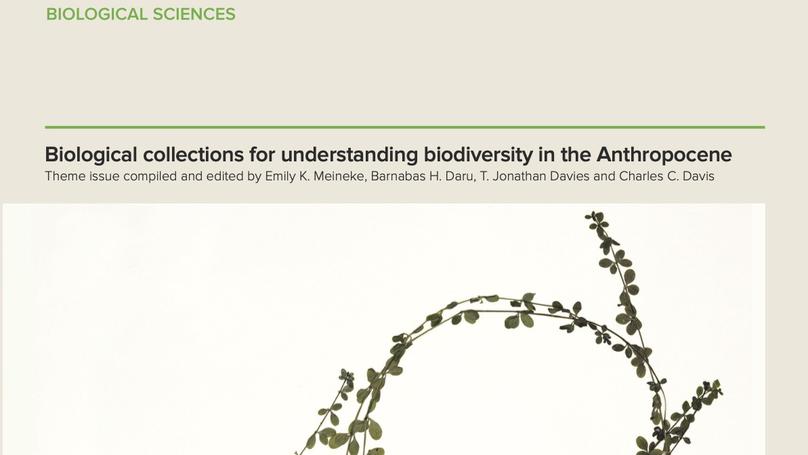 BIOLOGICAL SCIENCES
Biological collections for understanding biodiversity in the Anthropocene
Theme issue compiled and edited by Emily K. Meineke, Barnabas H. Daru, T. Jonathan Davies and Charles C. Davis